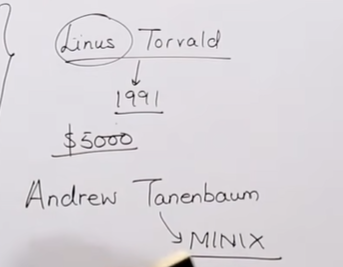 Linus Torvald
1991
$5000
Andrew Tanenbaum
MINIX